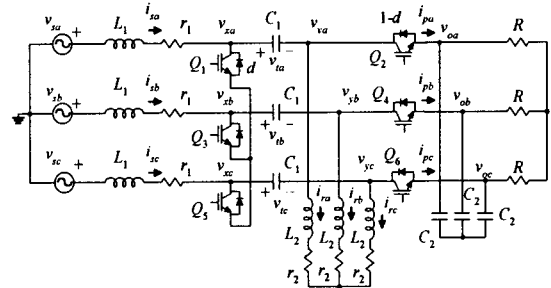 v_sa L_1 i_sa r_1 v_xa C_1 v_ya 1-d i_pa v_oa R
Q_1 d + v_ta − Q_2
v_sb L_1 i_sb r_1 v_xb C_1 v_yb Q_4 i_pb v_ob R
Q_3 + v_tb −
v_sc L_1 i_sc r_1 v_xc C_1 v_yc Q_6 i_pc v_oc R
Q_5 + v_tc −
i_ra i_rb i_rc
L_2 L_2 L_2 C_2 C_2 C_2
r_2 r_2 r_2